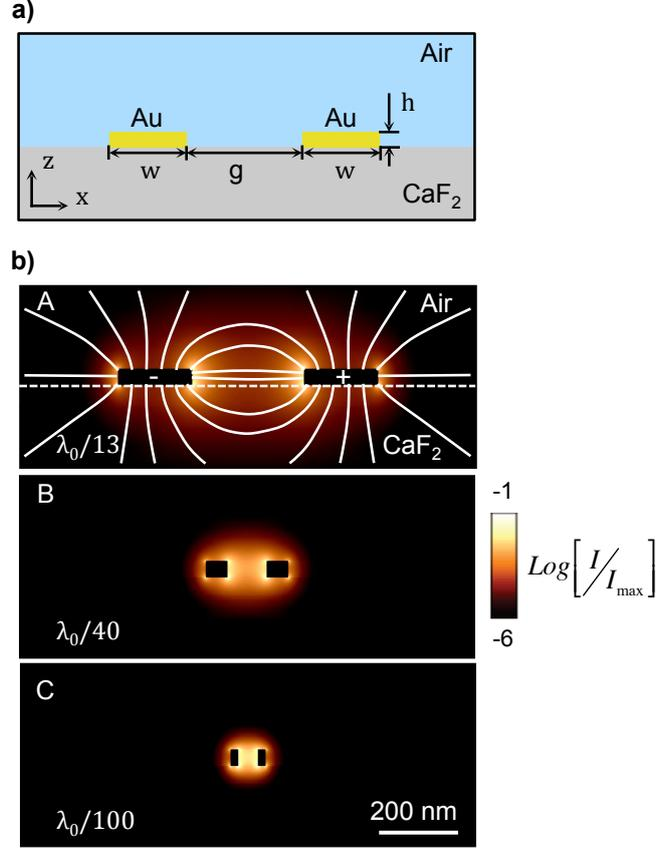 a)
Air
Au
Au
h
w
g
w
z
x
CaF₂
b)
A
Air
-
+
λ₀/13
CaF₂
B
λ₀/40
-1
Log[I/Iₘₐₓ]
-6
C
λ₀/100
200 nm